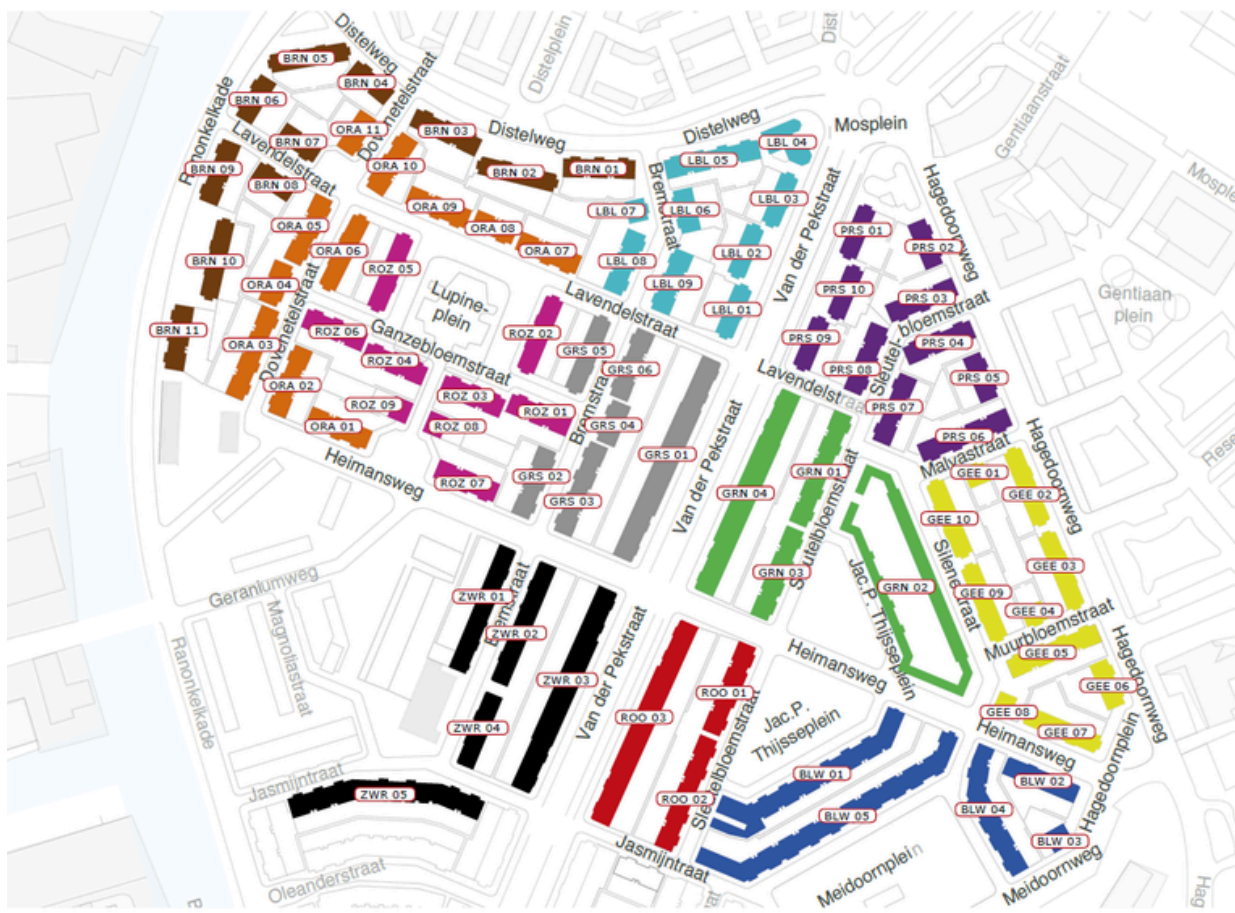 Distelweg
Distelplein
Dist
BRN 05
BRN 04
BRN 06
BRN 07
ORA 11
Dovenetelstraat
BRN 03
Distelweg
Distelweg
Mosplein
Gentiaanstraat
LBL 04
LBL 05
Lavendelstraat
BRN 09
BRN 08
ORA 10
BRN 02
BRN 01
Bremstraat
Hagedoornweg
LBL 03
LBL 06
LBL 07
ORA 09
ORA 08
ORA 07
ORA 05
ORA 06
PRS 01
PRS 02
Van der Pekstraat
LBL 02
LBL 08
ROZ 05
BRN 10
ORA 04
PRS 10
PRS 03
Sleutel-
bloemstraat
Gentiaan
plein
Lupine-
plein
Lavendelstraat
LBL 09
LBL 01
BRN 11
ORA 03
Dovenetelstraat
ROZ 06
Ganzebloemstraat
ROZ 02
GRS 05
GRS 06
PRS 09
PRS 08
PRS 04
ROZ 04
ORA 02
PRS 05
Lavendelstraat
ROZ 09
ROZ 03
ROZ 01
Bremstraat
GRS 04
PRS 07
ORA 01
ROZ 08
PRS 06
Heimansweg
GRS 01
Van der Pekstraat
Malvastraat
Hagedoornweg
GEE 01
GRN 01
ROZ 07
GRS 02
GRS 03
GRN 04
GEE 02
GEE 10
Sleutelbloemstraat
Jac.P. Thijsseplein
Silenestraat
GEE 03
GRN 03
GRN 02
GEE 09
GEE 04
Geraniumweg
Magnoliastraat
Ranonkelkade
ZWR 01
Bremstraat
ZWR 02
Muurbloemstraat
GEE 05
Hagedoornweg
ZWR 03
Van der Pekstraat
Heimansweg
GEE 06
ROO 01
ROO 03
Jac.P.
Thijsseplein
GEE 08
GEE 07
ZWR 04
Heimansweg
Hagedoornplein
Jasmijntraat
ZWR 05
ROO 02
Sleutelbloemstraat
BLW 01
BLW 02
BLW 05
BLW 04
BLW 03
Jasmijntraat
Oleanderstraat
Meidoornplein
Meidoornweg